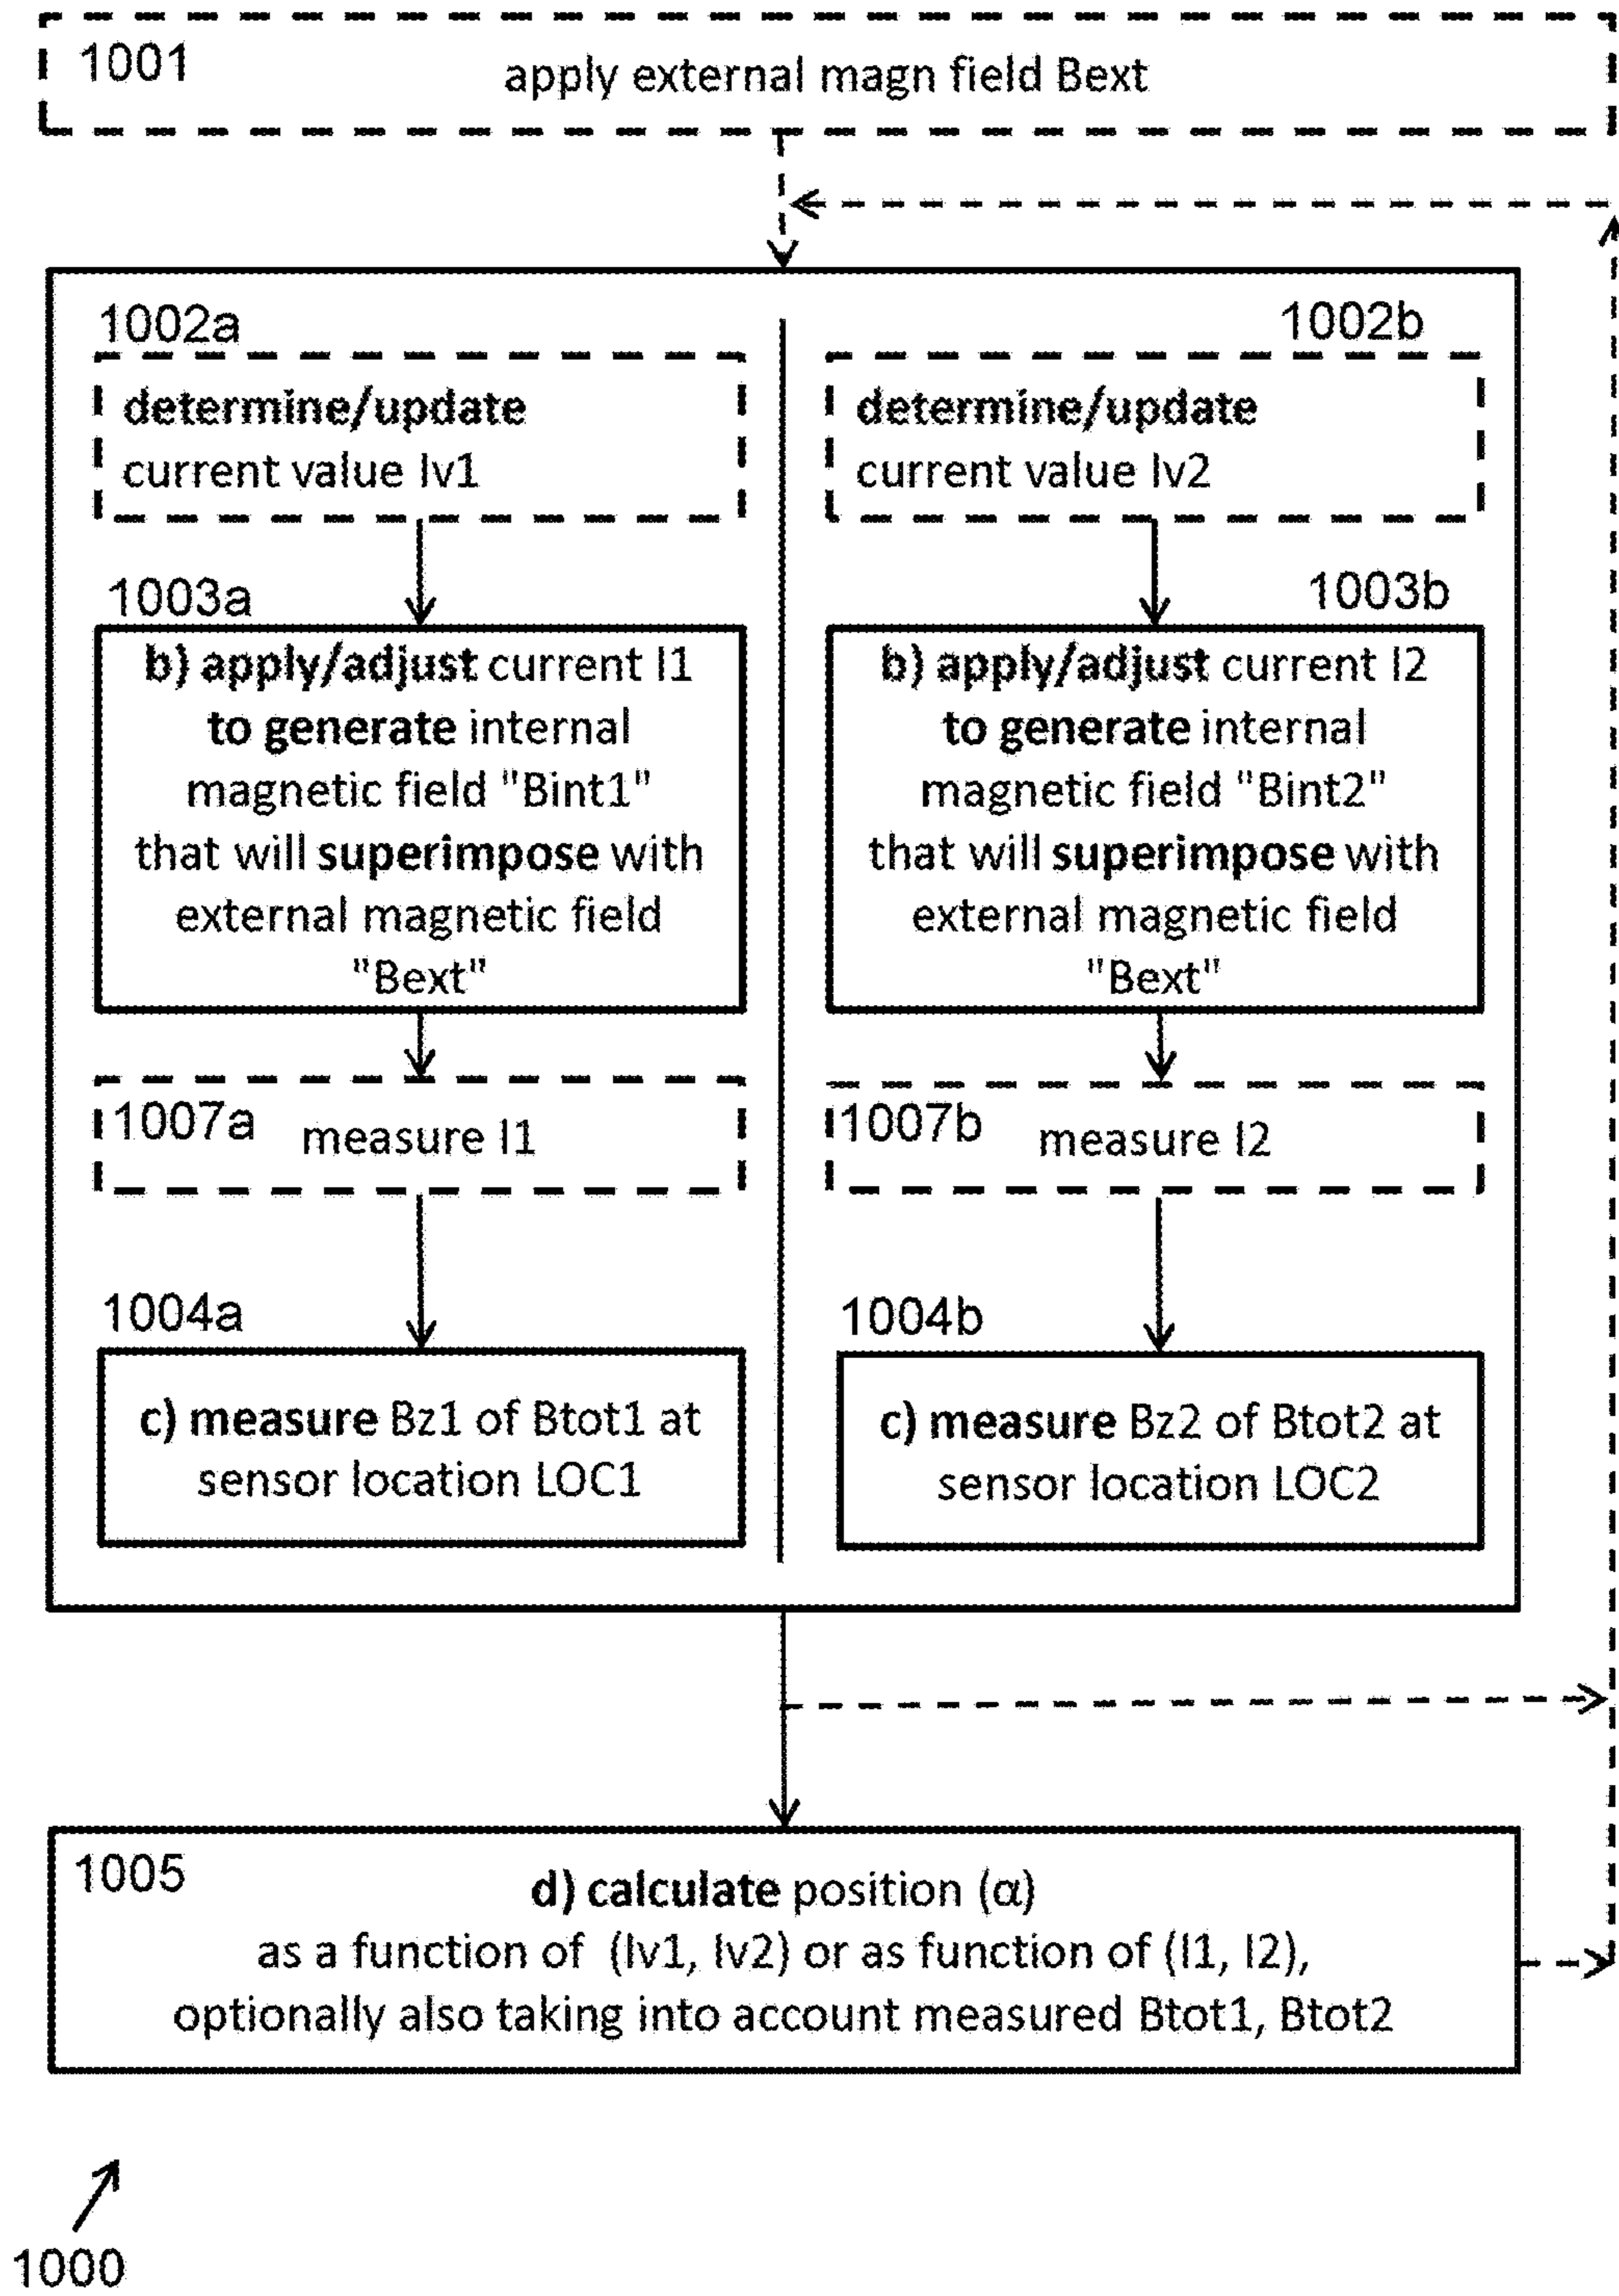 1001
apply external magn field Bext
1002a
determine/update
current value Iv1
1003a
b) apply/adjust current I1
to generate internal
magnetic field "Bint1"
that will superimpose with
external magnetic field
"Bext"
1007a
measure I1
1004a
c) measure Bz1 of Btot1 at
sensor location LOC1
1002b
determine/update
current value Iv2
1003b
b) apply/adjust current I2
to generate internal
magnetic field "Bint2"
that will superimpose with
external magnetic field
"Bext"
1007b
measure I2
1004b
c) measure Bz2 of Btot2 at
sensor location LOC2
1005
d) calculate position (α)
as a function of (Iv1, Iv2) or as function of (I1, I2),
optionally also taking into account measured Btot1, Btot2
1000